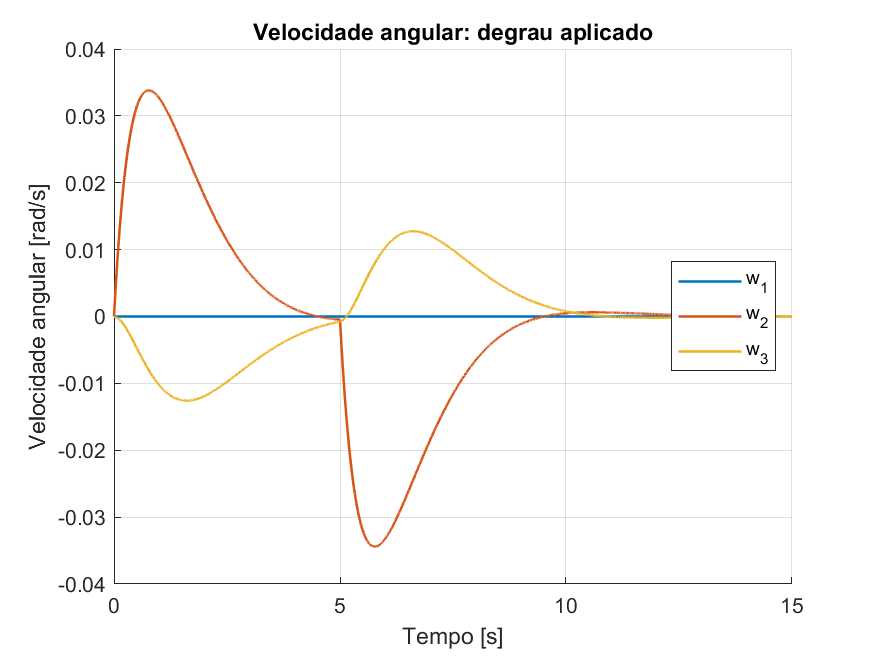 Velocidade angular: degrau aplicado
Velocidade angular [rad/s]
0.04
0.03
0.02
0.01
0
-0.01
-0.02
-0.03
-0.04
w1
w2
w3
0 5 10 15
Tempo [s]